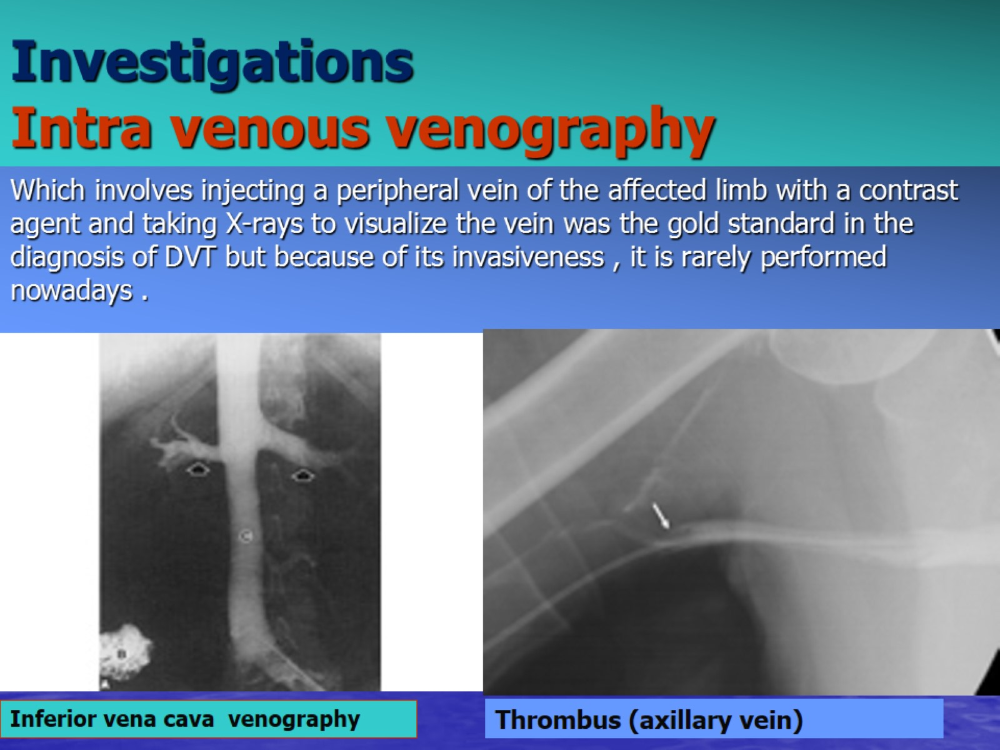 Investigations
Intra venous venography
Which involves injecting a peripheral vein of the affected limb with a contrast
agent and taking X-rays to visualize the vein was the gold standard in the
diagnosis of DVT but because of its invasiveness , it is rarely performed
nowadays .
C
B
A
Inferior vena cava  venography
Thrombus (axillary vein)